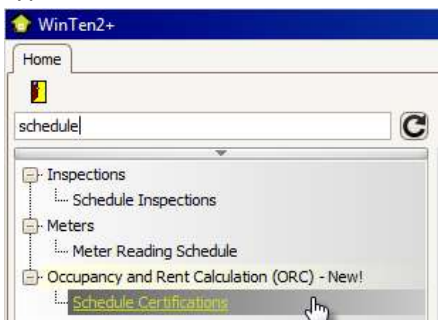 WinTen2+
Home
schedule
Inspections
Schedule Inspections
Meters
Meter Reading Schedule
Occupancy and Rent Calculation (ORC) - New!
Schedule Certifications